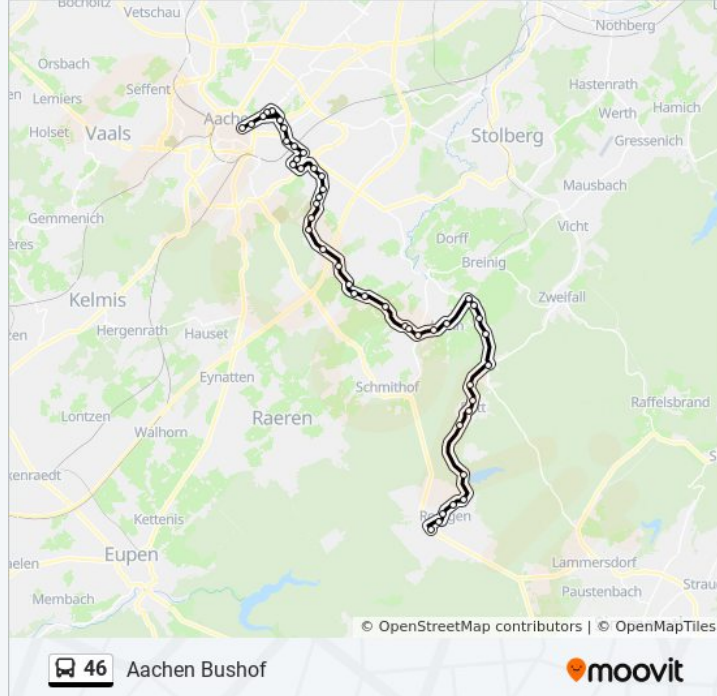 Bocholtz
Vetschau
Nothberg
Orsbach
Seffent
Lemiers
Hastenrath
Werth
Hamich
Holset
Vaals
Stolberg
Gressenich
Mausbach
Gemmenich
Vicht
Dorff
Breinig
Kelmis
Zweifall
Hergenrath
Hauset
Eynatten
Schmithof
Raffelsbrand
Lontzen
Raeren
Walhorn
Kettenis
Eupen
Lammersdorf
Membach
Paustenbach
© OpenStreetMap contributors | © OpenMapTiles
46 Aachen Bushof
moovit